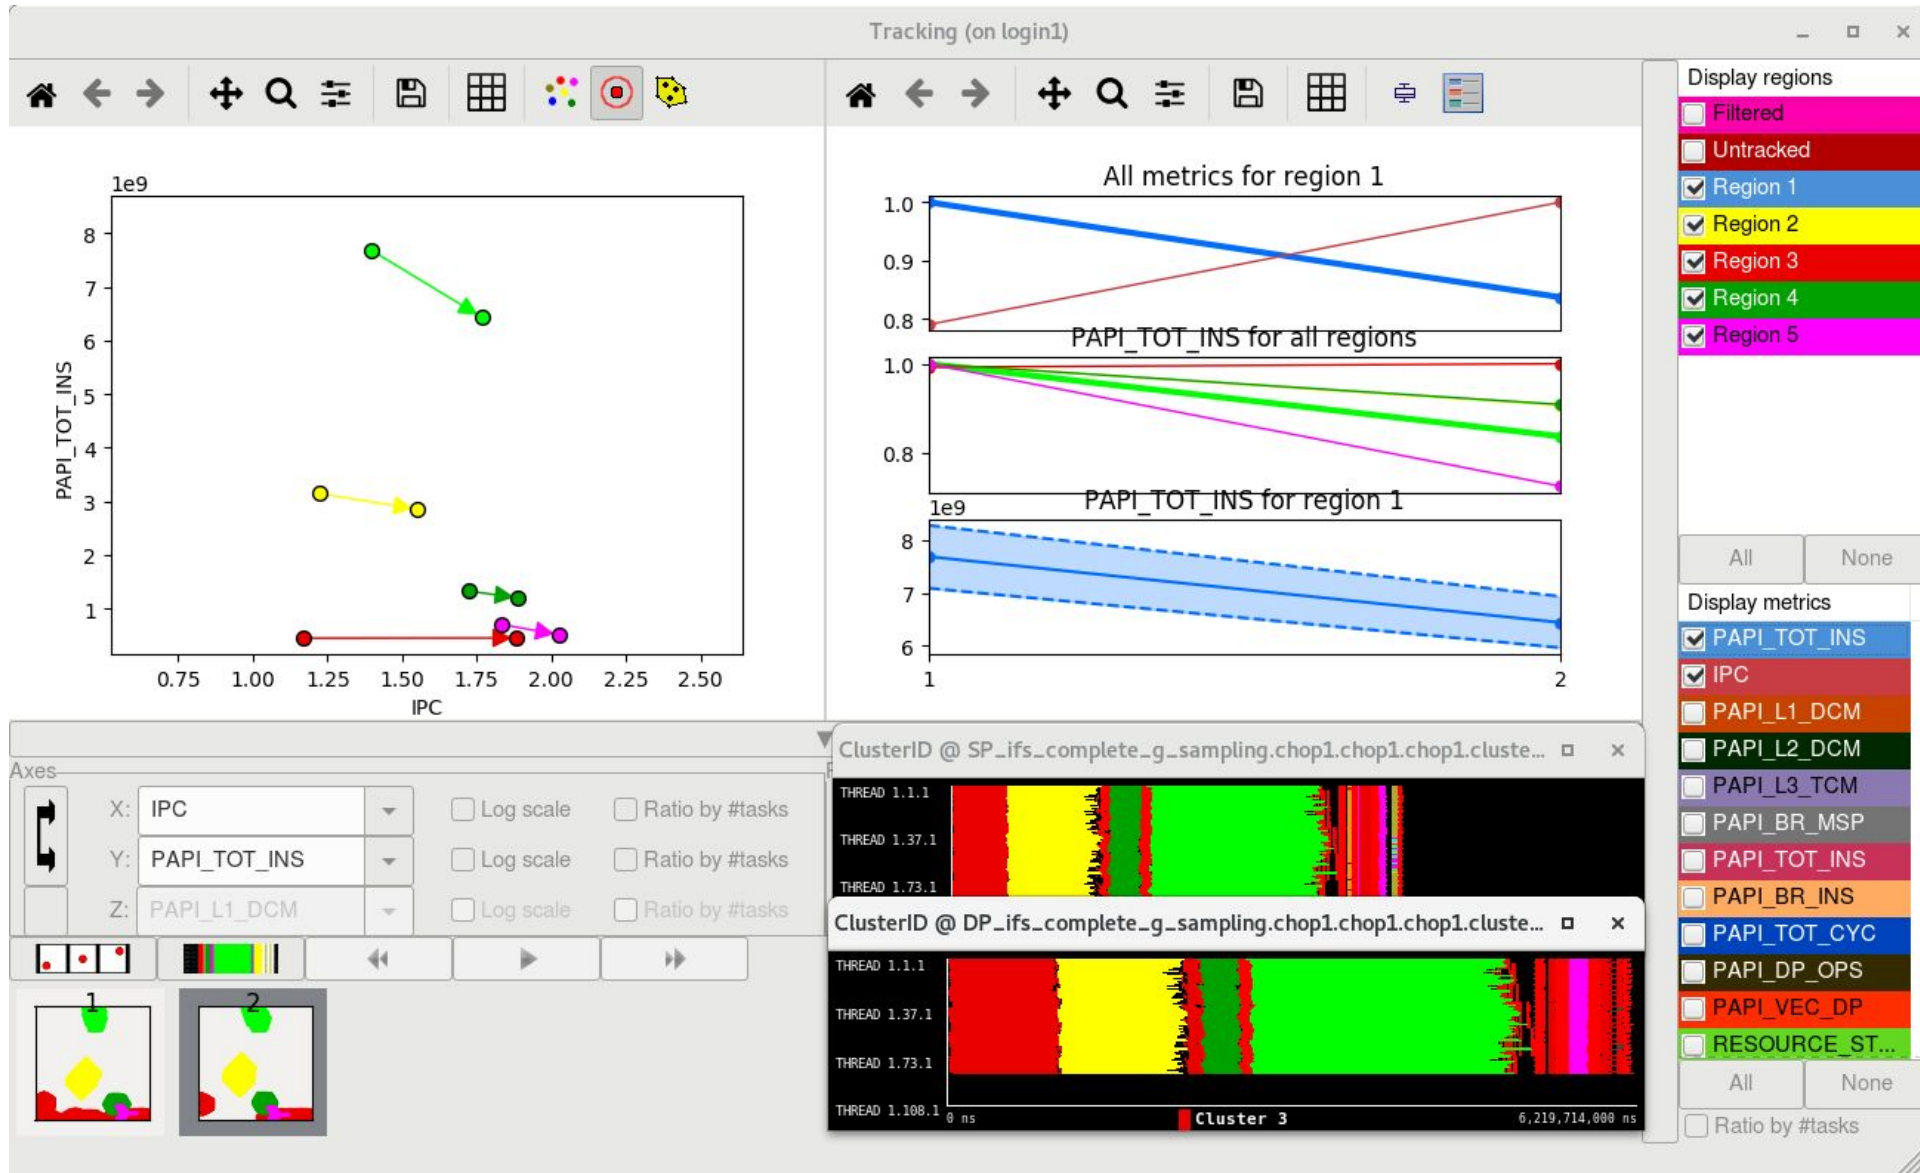 Tracking (on login1)
Display regions
Filtered
Untracked
Region 1
Region 2
Region 3
Region 4
Region 5
All
None
1e9
8
7
6
5
4
3
2
1
PAPI_TOT_INS
0.75
1.00
1.25
1.50
1.75
2.00
2.25
2.50
IPC
All metrics for region 1
1.0
0.9
0.8
PAPI_TOT_INS for all regions
1.0
0.8
PAPI_TOT_INS for region 1
1e9
8
7
6
1
2
Display metrics
PAPI_TOT_INS
IPC
PAPI_L1_DCM
PAPI_L2_DCM
PAPI_L3_TCM
PAPI_BR_MSP
PAPI_TOT_INS
PAPI_BR_INS
PAPI_TOT_CYC
PAPI_DP_OPS
PAPI_VEC_DP
RESOURCE_ST...
All
None
Ratio by #tasks
Axes
X: IPC
Log scale
Ratio by #tasks
Y: PAPI_TOT_INS
Log scale
Ratio by #tasks
Z: PAPI_L1_DCM
Log scale
Ratio by #tasks
1
2
ClusterID @ SP_ifs_complete_g_sampling.chop1.chop1.chop1.cluste...
THREAD 1.1.1
THREAD 1.37.1
THREAD 1.73.1
ClusterID @ DP_ifs_complete_g_sampling.chop1.chop1.chop1.cluste...
THREAD 1.1.1
THREAD 1.37.1
THREAD 1.73.1
THREAD 1.108.1
0 ns
Cluster 3
6,219,714,000 ns